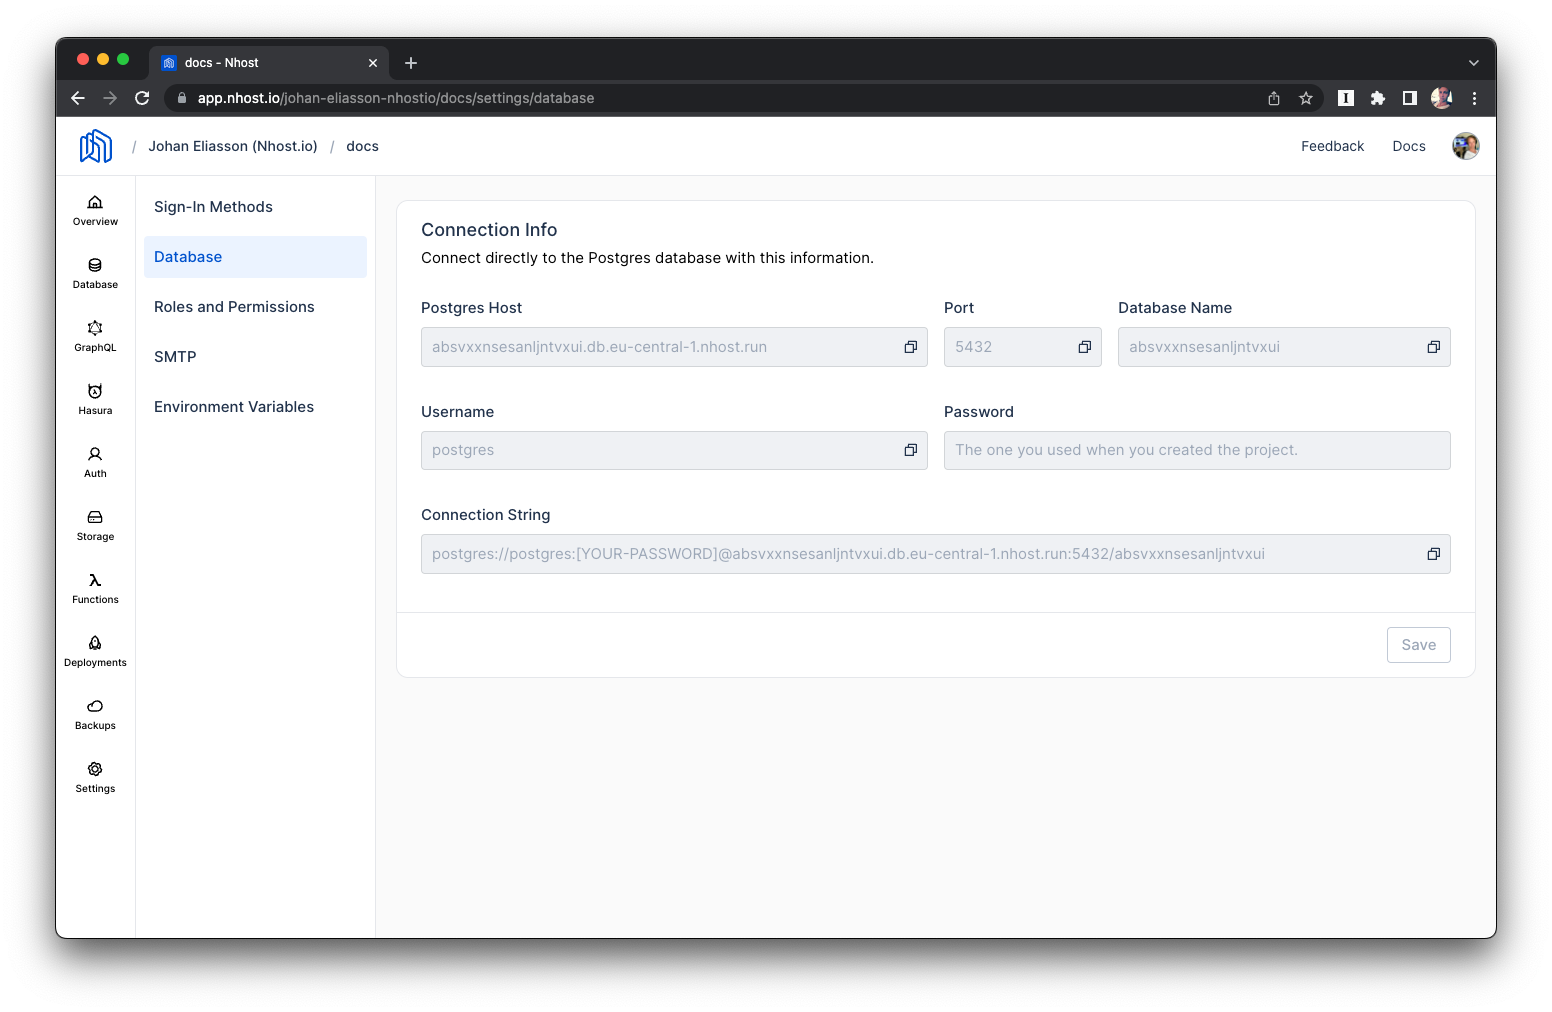 docs - Nhost
app.nhost.io/johan-eliasson-nhostio/docs/settings/database
/ Johan Eliasson (Nhost.io) / docs
Feedback
Docs
Overview
Database
GraphQL
Hasura
Auth
Storage
Functions
Deployments
Backups
Settings
Sign-In Methods
Database
Roles and Permissions
SMTP
Environment Variables
Connection Info
Connect directly to the Postgres database with this information.
Postgres Host
absvxxnsesanljntvxui.db.eu-central-1.nhost.run
Port
5432
Database Name
absvxxnsesanljntvxui
Username
postgres
Password
The one you used when you created the project.
Connection String
postgres://postgres:[YOUR-PASSWORD]@absvxxnsesanljntvxui.db.eu-central-1.nhost.run:5432/absvxxnsesanljntvxui
Save